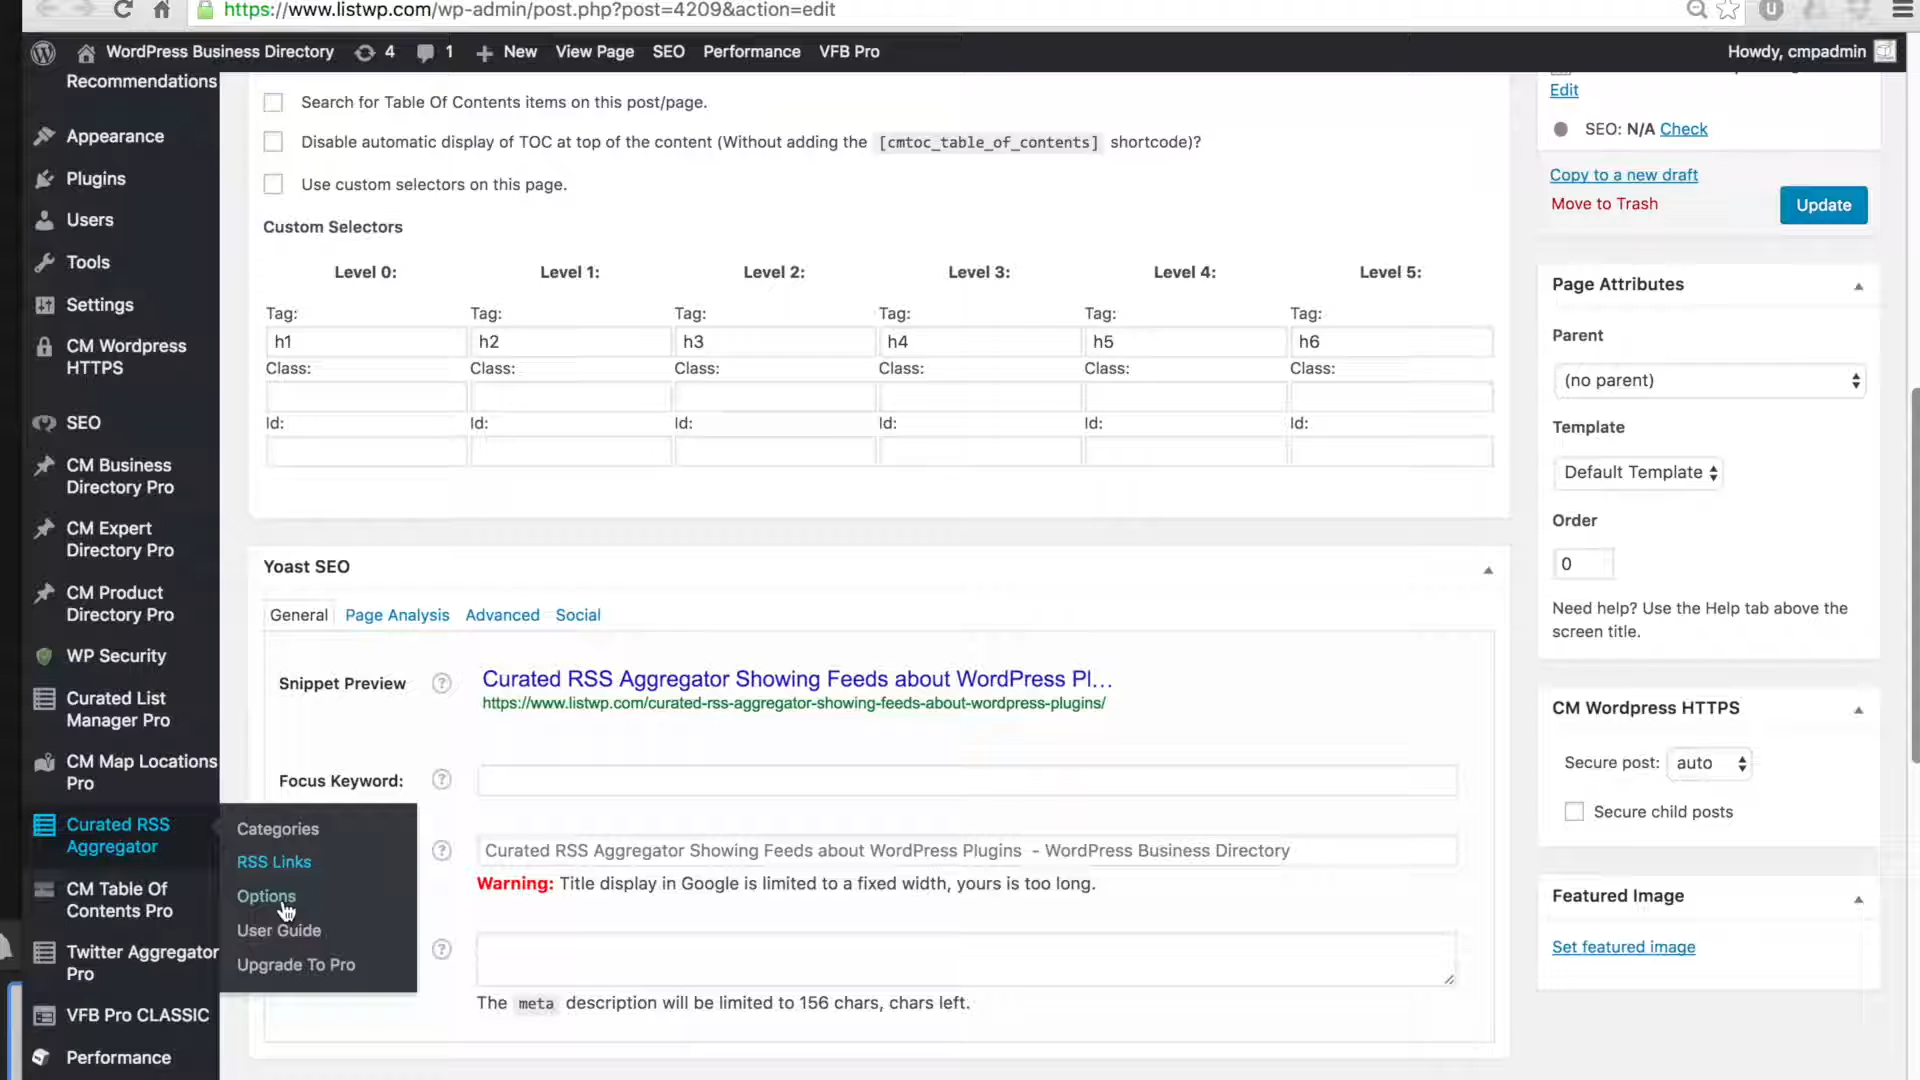 https://www.listwp.com/wp-admin/post.php?post=4209&action=edit
WordPress Business Directory 4 1 New View Page SEO Performance VFB Pro Howdy, cmpadmin
Recommendations
Appearance
Plugins
Users
Tools
Settings
CM Wordpress
HTTPS
SEO
CM Business
Directory Pro
CM Expert
Directory Pro
CM Product
Directory Pro
WP Security
Curated List
Manager Pro
CM Map Locations
Pro
Curated RSS
Aggregator
CM Table Of
Contents Pro
Twitter Aggregator
Pro
VFB Pro CLASSIC
Performance
Categories
RSS Links
Options
User Guide
Upgrade To Pro
Search for Table Of Contents items on this post/page.
Disable automatic display of TOC at top of the content (Without adding the [cmtoc_table_of_contents] shortcode)?
Use custom selectors on this page.
Custom Selectors
Level 0: Level 1: Level 2: Level 3: Level 4: Level 5:
Tag: Tag: Tag: Tag: Tag: Tag:
h1 h2 h3 h4 h5 h6
Class: Class: Class: Class: Class: Class:
Id: Id: Id: Id: Id: Id:
Yoast SEO
General Page Analysis Advanced Social
Snippet Preview ? Curated RSS Aggregator Showing Feeds about WordPress Pl...
https://www.listwp.com/curated-rss-aggregator-showing-feeds-about-wordpress-plugins/
Focus Keyword: ?
? Curated RSS Aggregator Showing Feeds about WordPress Plugins - WordPress Business Directory
Warning: Title display in Google is limited to a fixed width, yours is too long.
?
The meta description will be limited to 156 chars, chars left.
Edit
SEO: N/A Check
Copy to a new draft
Move to Trash
Update
Page Attributes
Parent
(no parent)
Template
Default Template
Order
0
Need help? Use the Help tab above the
screen title.
CM Wordpress HTTPS
Secure post: auto
Secure child posts
Featured Image
Set featured image